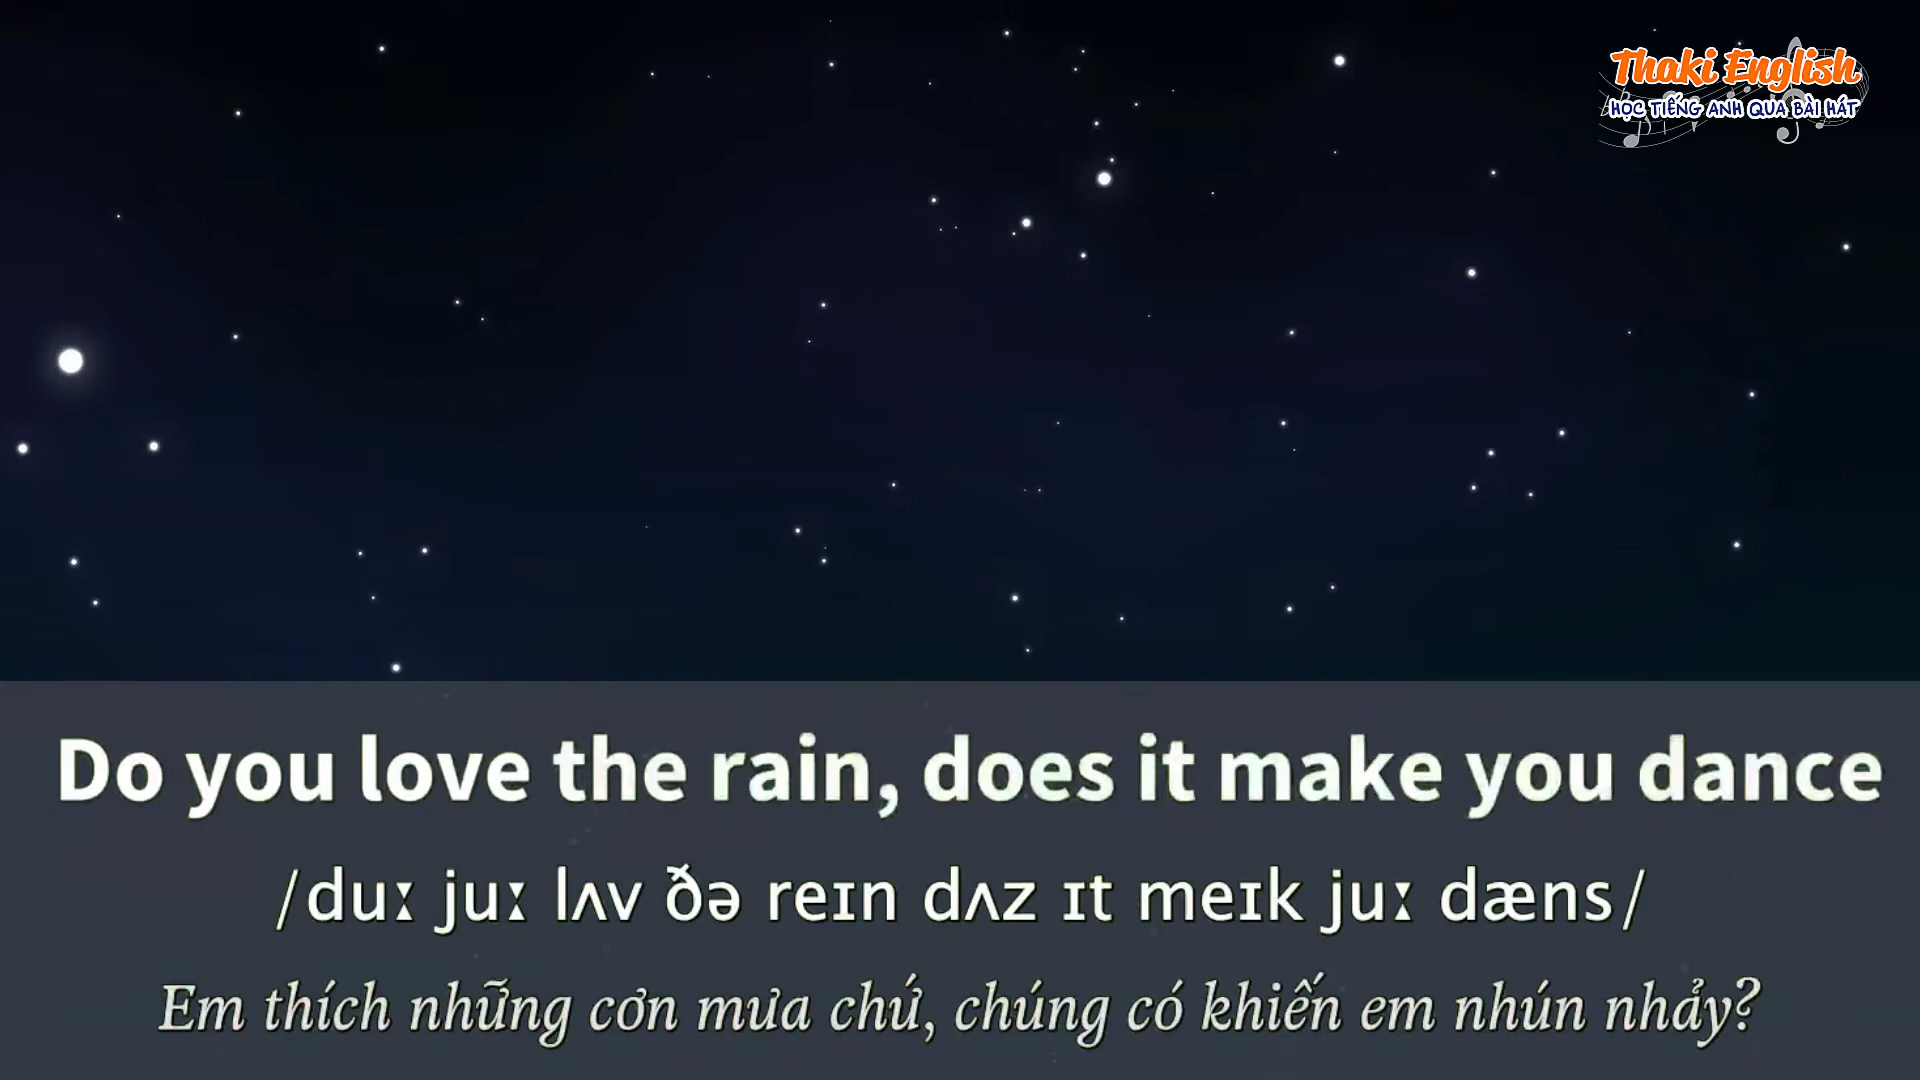 Thaki English
HỌC TIẾNG ANH QUA BÀI HÁT
Do you love the rain, does it make you dance
/duː juː lʌv ðə reɪn dʌz ɪt meɪk juː dæns/
Em thích những cơn mưa chứ, chúng có khiến em nhún nhảy?